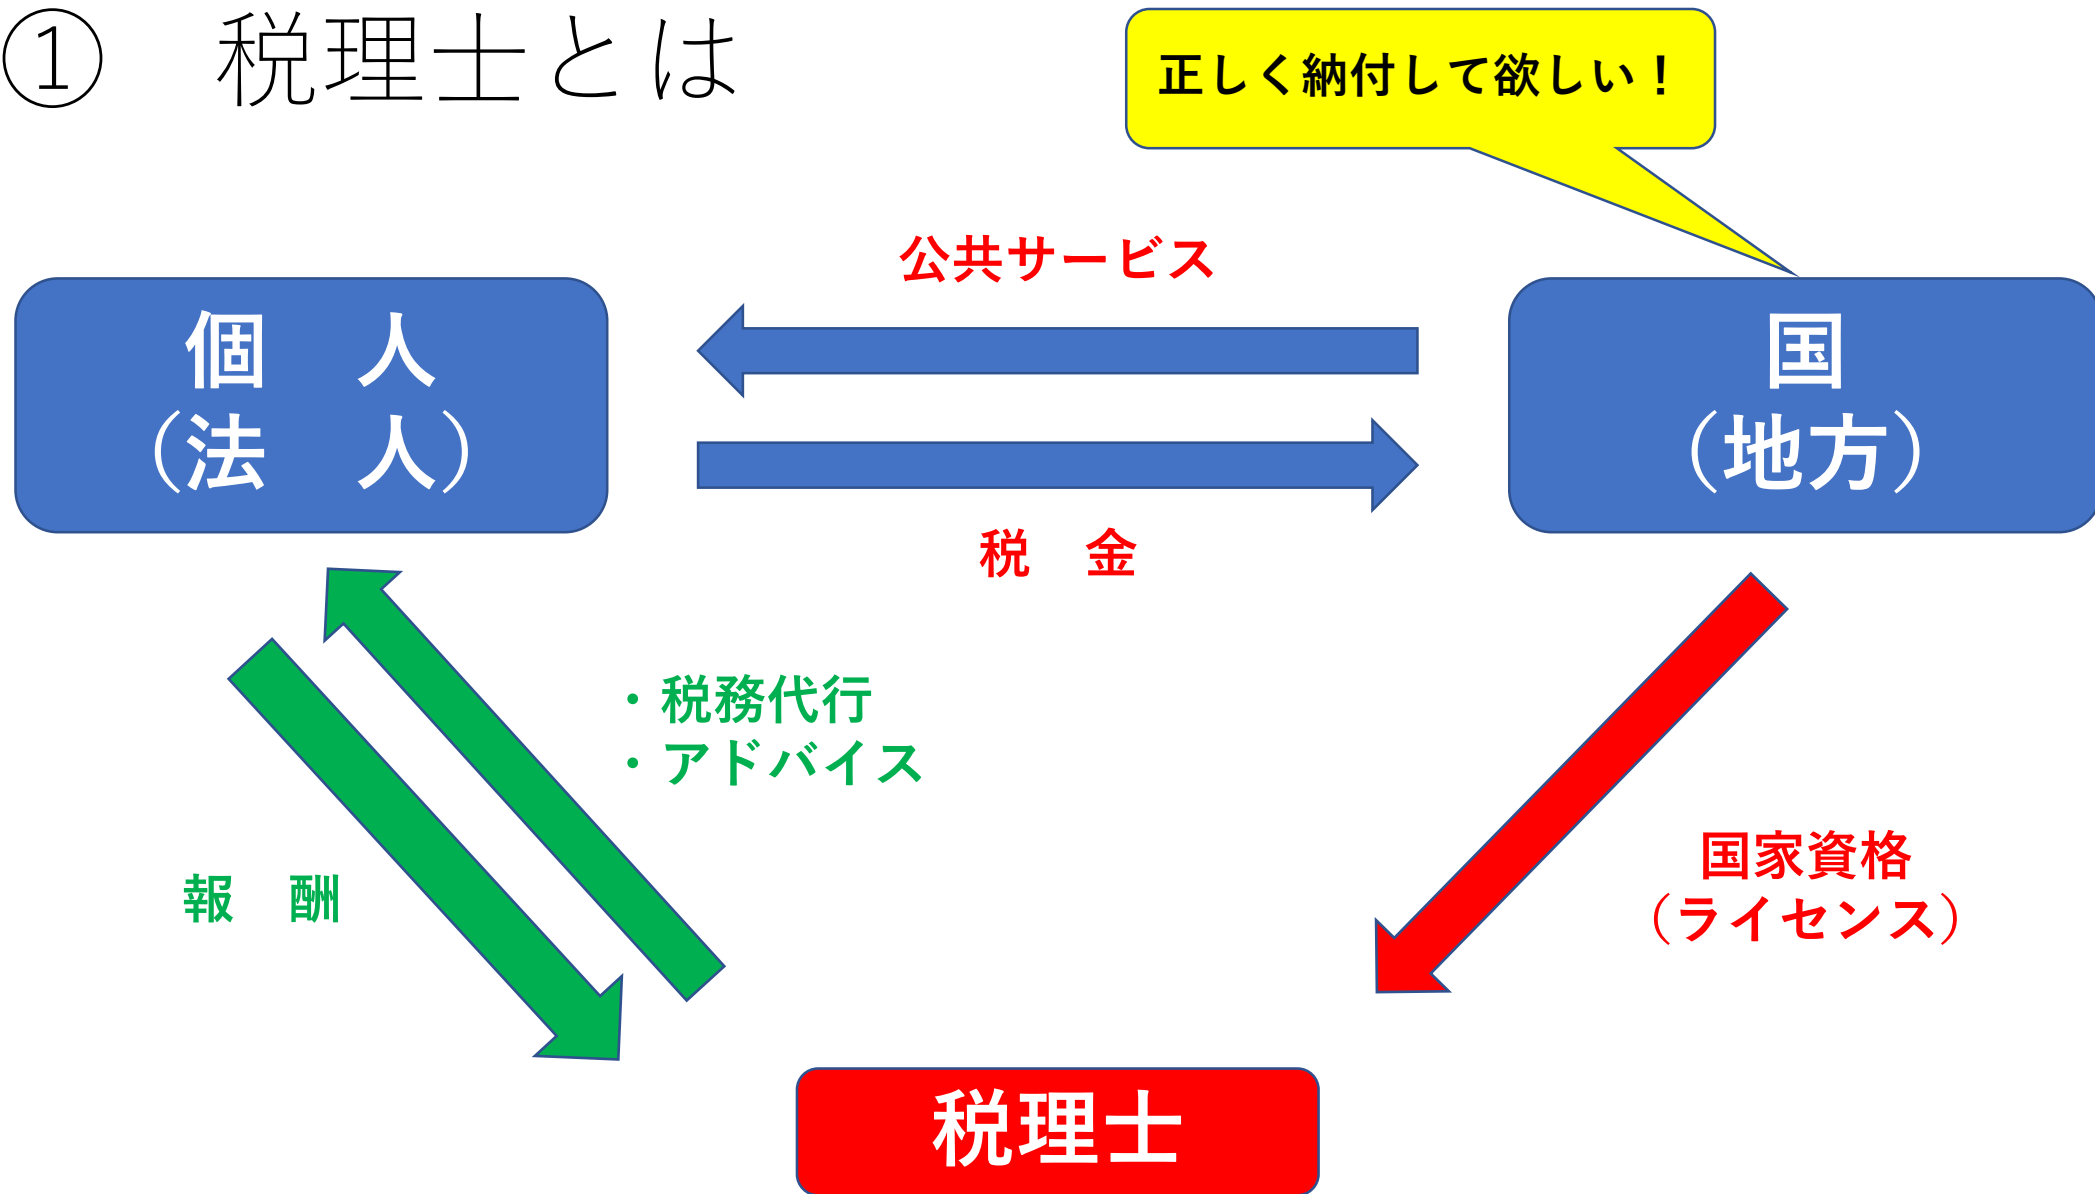 ① 税理士とは
正しく納付して欲しい！
公共サービス
個 人
（法 人）
国
（地方）
税 金
・税務代行
・アドバイス
報 酬
国家資格
（ライセンス）
税理士